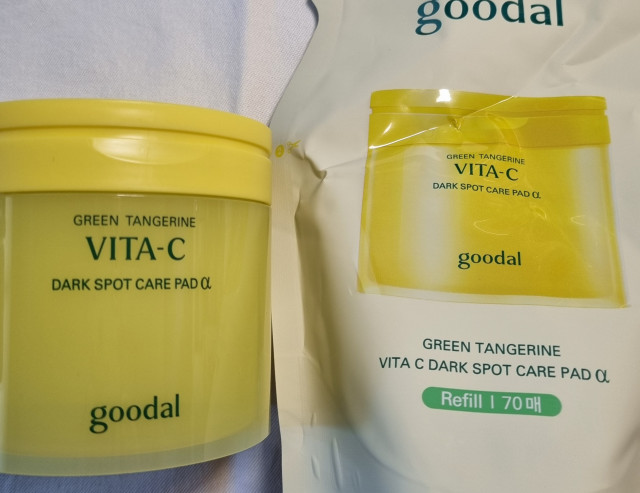 GREEN TANGERINE
VITA-C
DARK SPOT CARE PAD α
goodal
goodal
GREEN TANGERINE
VITA-C
DARK SPOT CARE PAD α
goodal
GREEN TANGERINE
VITA C DARK SPOT CARE PAD α
Refill | 70매